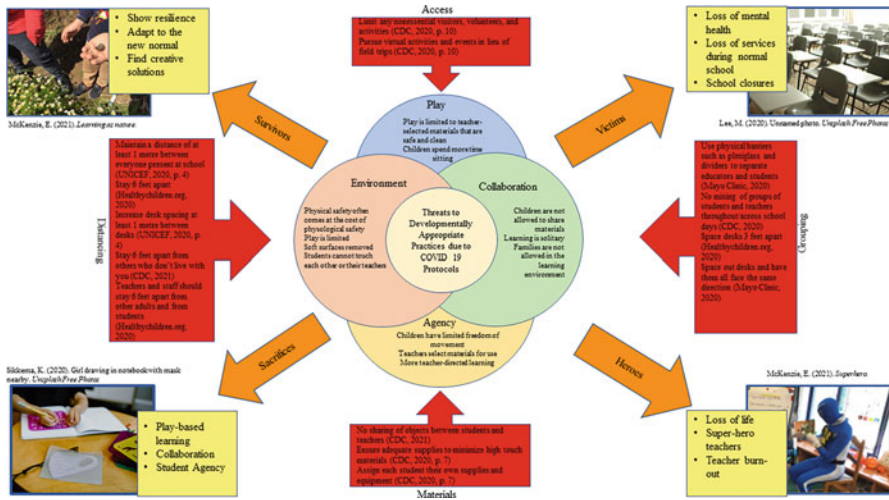 Access
Limit any nonessential visitors, volunteers, and
activities (CDC, 2020, p. 10)
Pursue virtual activities and events in lieu of
field trips (CDC, 2020, p. 10)
• Show resilience
• Adapt to the
new normal
• Find creative
solutions
McKenzie, E. (2021). Learning as nature.
Survivors
• Loss of mental
health
• Loss of services
during normal
school
• School closures
Lee, M. (2020). Unnamed photo. Unsplash Free Photos
Victims
Play
Play is limited to teacher-
selected materials that are
safe and clean
Children spend more time
sitting
Distancing
Maintain a distance of at
least 1 metre between
everyone present at school
(UNICEF, 2020, p. 4)
Stay 6 feet apart
(Healthychildren.org,
2020)
Increase desk spacing at
least 1 metre between
desks (UNICEF, 2020, p.
4)
Stay 6 feet apart from
others who don't live with
you (CDC, 2021)
Teachers and staff should
stay 6 feet apart from
other adults and from
students
(Healthychildren.org,
2020)
Environment
Physical safety often
comes at the cost of
physological safety
Play is limited
Soft surfaces removed
Students cannot touch
each other or their teachers
Threats to
Developmentally
Appropriate
Practices due to
COVID 19
Protocols
Collaboration
Children are not
allowed to share
materials
Learning is solitary
Families are not
allowed in the
learning
environment
Use physical barriers
such as plexiglass and
dividers to separate
educators and students
(Mayo Clinic, 2020)
No mixing of groups of
students and teachers
throughout across school
days (CDC, 2020)
Space desks 3 feet apart
(Healthychildren.org,
2020)
Space out desks and have
them all face the same
direction (Mayo Clinic,
2020)
Grouping
Agency
Children have limited freedom of
movement
Teachers select materials for use
More teacher-directed learning
Sacrifices
Sikkema, K. (2020). Girl drawing in notebook with mask
nearby. Unsplash Free Photos
• Play-based
learning
• Collaboration
• Student Agency
Heroes
McKenzie, E. (2021). Superhero
• Loss of life
• Super-hero
teachers
• Teacher burn-
out
No sharing of objects between students and
teachers (CDC, 2021)
Ensure adequate supplies to minimize high touch
materials (CDC, 2020, p. 7)
Assign each student their own supplies and
equipment (CDC, 2020, p. 7)
Materials